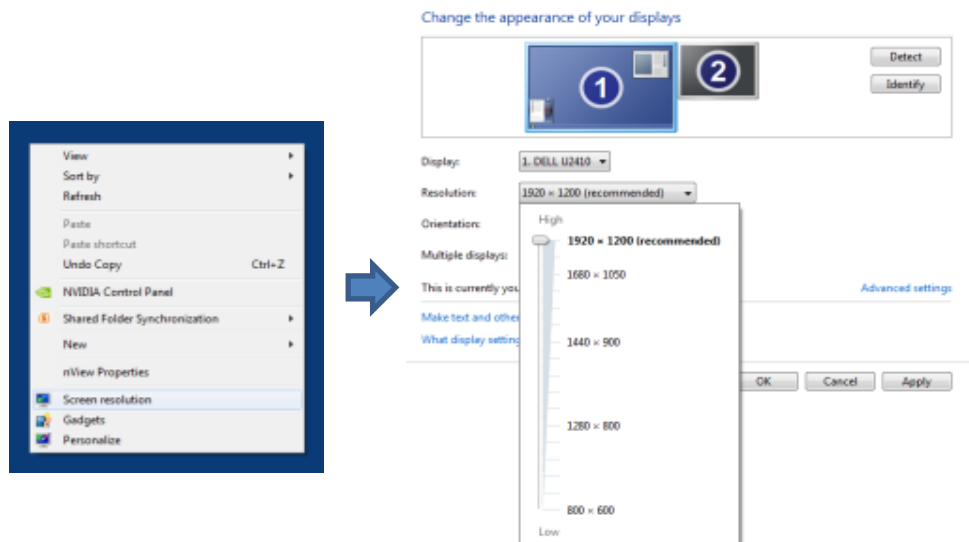 View
Sort by
Refresh
Paste
Paste shortcut
Undo Copy Ctrl+Z
NVIDIA Control Panel
Shared Folder Synchronization
New
nView Properties
Screen resolution
Gadgets
Personalize
Change the appearance of your displays
1 2
Detect
Identify
Display: 1. DELL U2410
Resolution: 1920 × 1200 (recommended)
Orientation:
High
1920 × 1200 (recommended)
Multiple displays:
1680 × 1050
This is currently you
Advanced settings
Make text and other
What display setting
1440 × 900
OK Cancel Apply
1280 × 800
800 × 600
Low